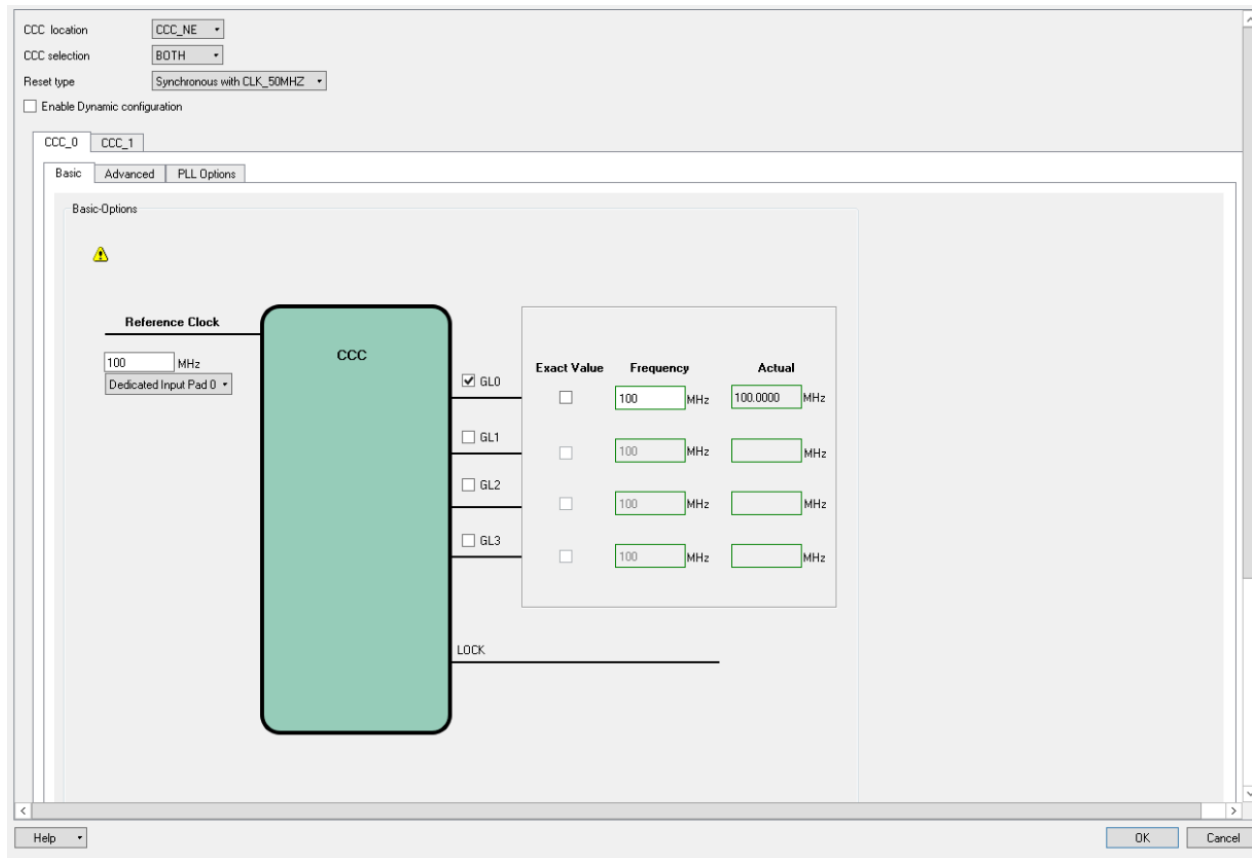 CCC location CCC_NE
CCC selection BOTH
Reset type Synchronous with CLK_50MHZ
Enable Dynamic configuration
CCC_0 CCC_1
Basic Advanced PLL Options
Basic-Options
Reference Clock
100 MHz
Dedicated Input Pad 0
CCC
Exact Value Frequency Actual
GL0 100 MHz 100.0000 MHz
GL1 100 MHz MHz
GL2 100 MHz MHz
GL3 100 MHz MHz
LOCK
Help OK Cancel